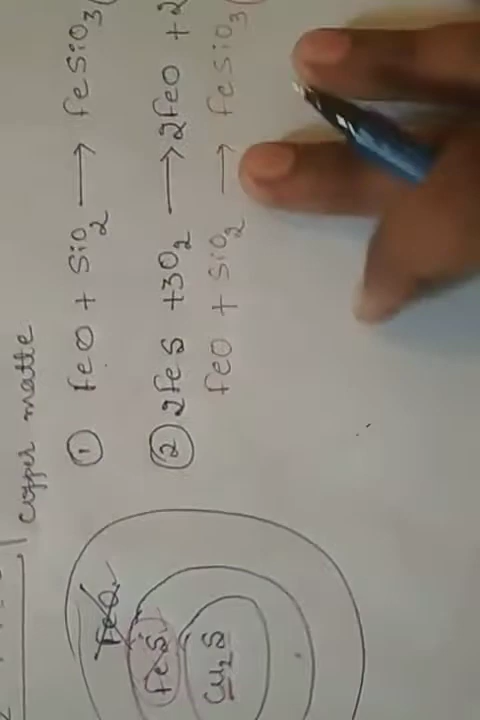 copper matte
① FeO + SiO₂ → FeSiO₃(
② 2FeS + 3O₂ → 2FeO + 2
FeO + SiO₂ → FeSiO₃(
FeO
FeS
Cu₂S